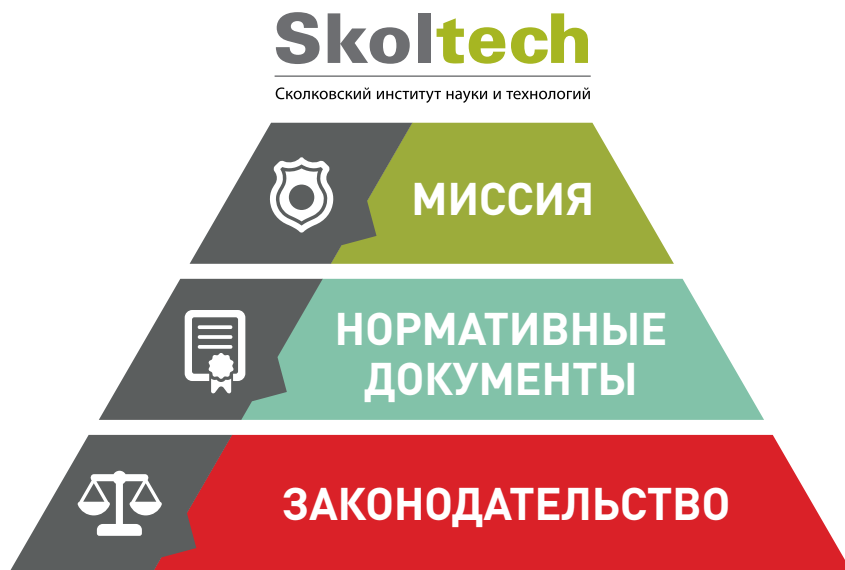 Skoltech
Сколковский институт науки и технологий
МИССИЯ
НОРМАТИВНЫЕ
ДОКУМЕНТЫ
ЗАКОНОДАТЕЛЬСТВО